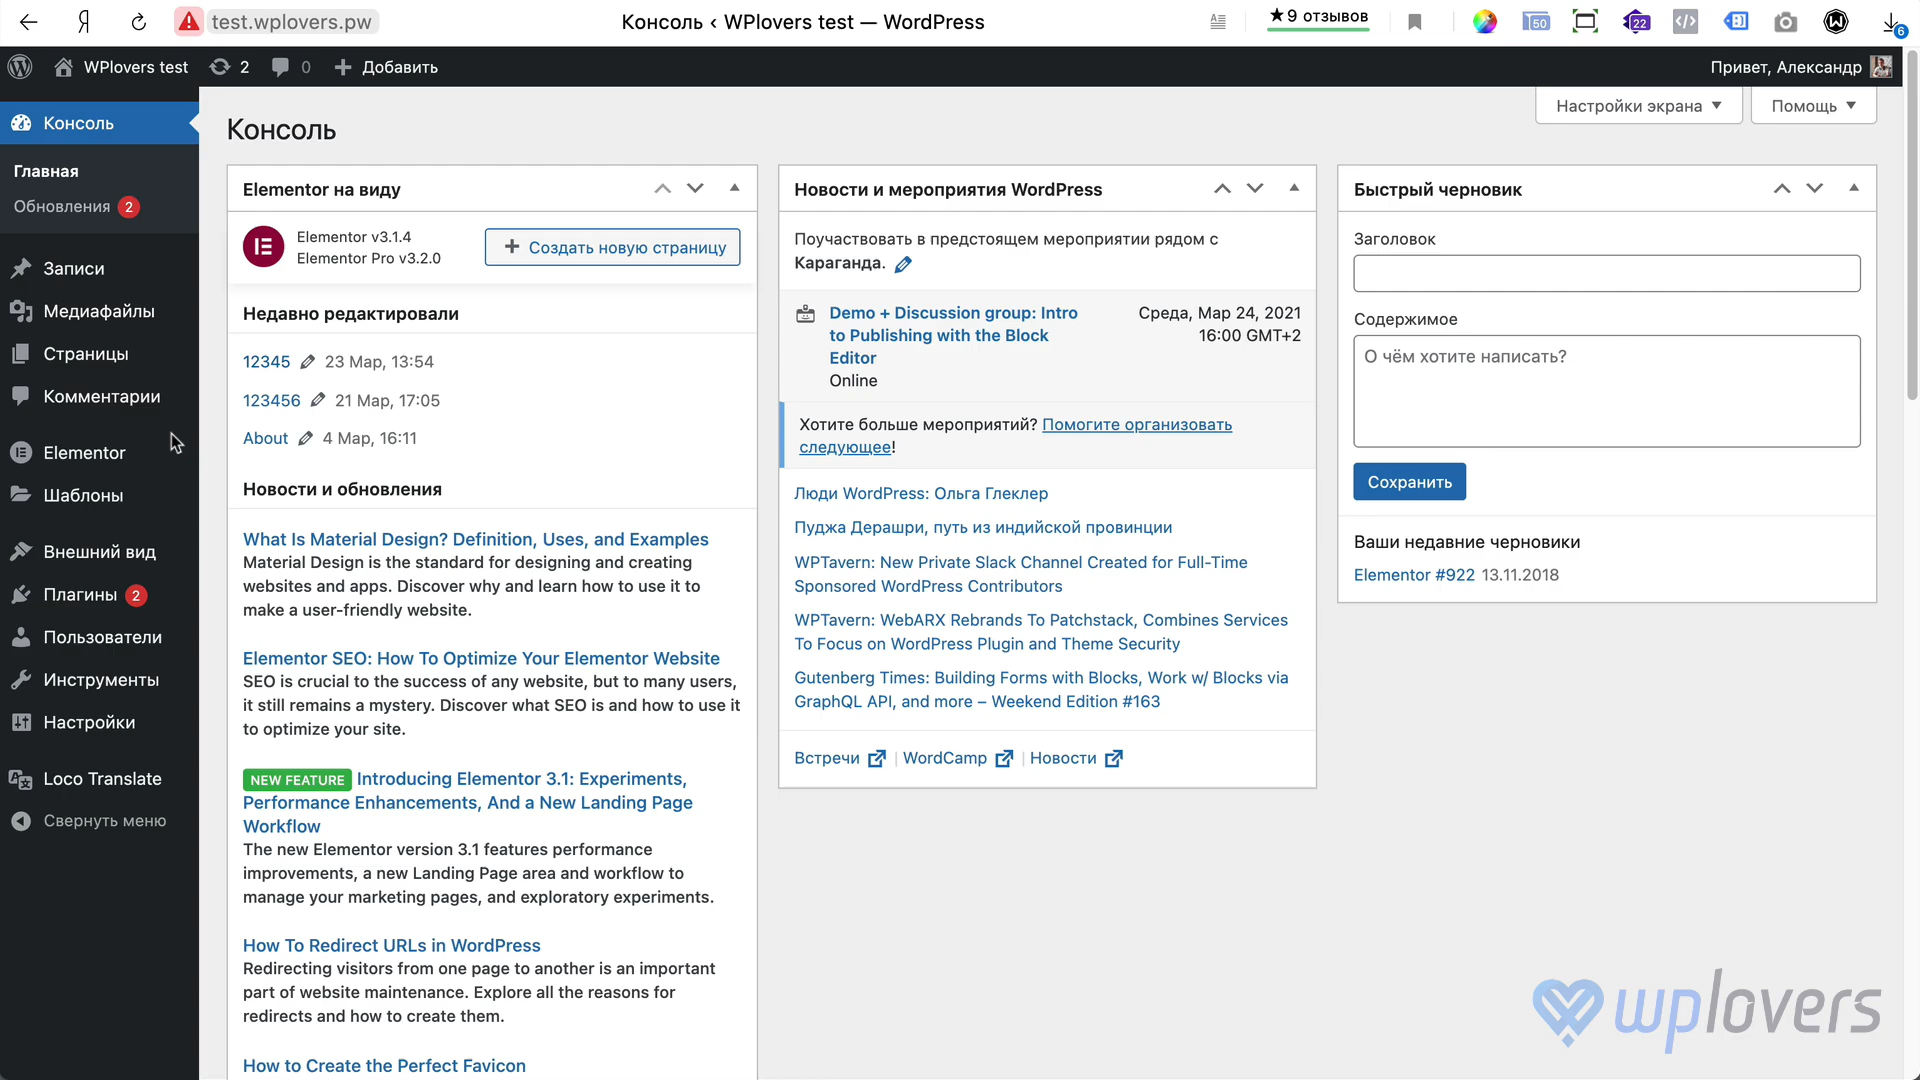 Я
test.wplovers.pw
Консоль ‹ WPlovers test — WordPress
★9 отзывов
50
22
6
WPlovers test
2
0
Добавить
Привет, Александр
Консоль
Главная
Обновления 2
Записи
Медиафайлы
Страницы
Комментарии
Elementor
Шаблоны
Внешний вид
Плагины 2
Пользователи
Инструменты
Настройки
Loco Translate
Свернуть меню
Настройки экрана
Помощь
Консоль
Elementor на виду
Elementor v3.1.4
Elementor Pro v3.2.0
Создать новую страницу
Недавно редактировали
12345 23 Мар, 13:54
123456 21 Мар, 17:05
About 4 Мар, 16:11
Новости и обновления
What Is Material Design? Definition, Uses, and Examples
Material Design is the standard for designing and creating
websites and apps. Discover why and learn how to use it to
make a user-friendly website.
Elementor SEO: How To Optimize Your Elementor Website
SEO is crucial to the success of any website, but to many users,
it still remains a mystery. Discover what SEO is and how to use it
to optimize your site.
NEW FEATURE Introducing Elementor 3.1: Experiments,
Performance Enhancements, And a New Landing Page
Workflow
The new Elementor version 3.1 features performance
improvements, a new Landing Page area and workflow to
manage your marketing pages, and exploratory experiments.
How To Redirect URLs in WordPress
Redirecting visitors from one page to another is an important
part of website maintenance. Explore all the reasons for
redirects and how to create them.
How to Create the Perfect Favicon
Новости и мероприятия WordPress
Поучаствовать в предстоящем мероприятии рядом с
Караганда.
Demo + Discussion group: Intro
to Publishing with the Block
Editor
Online
Среда, Мар 24, 2021
16:00 GMT+2
Хотите больше мероприятий? Помогите организовать
следующее!
Люди WordPress: Ольга Глеклер
Пуджа Дерашри, путь из индийской провинции
WPTavern: New Private Slack Channel Created for Full-Time
Sponsored WordPress Contributors
WPTavern: WebARX Rebrands To Patchstack, Combines Services
To Focus on WordPress Plugin and Theme Security
Gutenberg Times: Building Forms with Blocks, Work w/ Blocks via
GraphQL API, and more – Weekend Edition #163
Встречи | WordCamp | Новости
Быстрый черновик
Заголовок
Содержимое
О чём хотите написать?
Сохранить
Ваши недавние черновики
Elementor #922 13.11.2018
wplovers